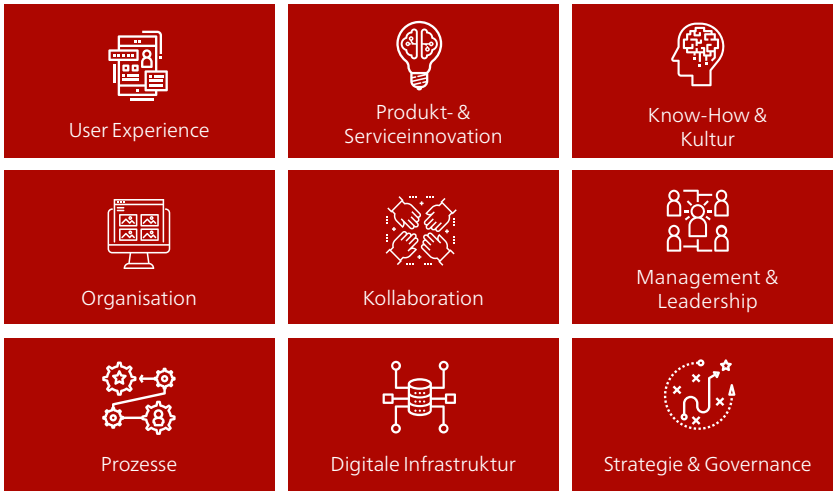 User Experience
Produkt- &
Serviceinnovation
Know-How &
Kultur
Organisation
Kollaboration
Management &
Leadership
Prozesse
Digitale Infrastruktur
Strategie & Governance